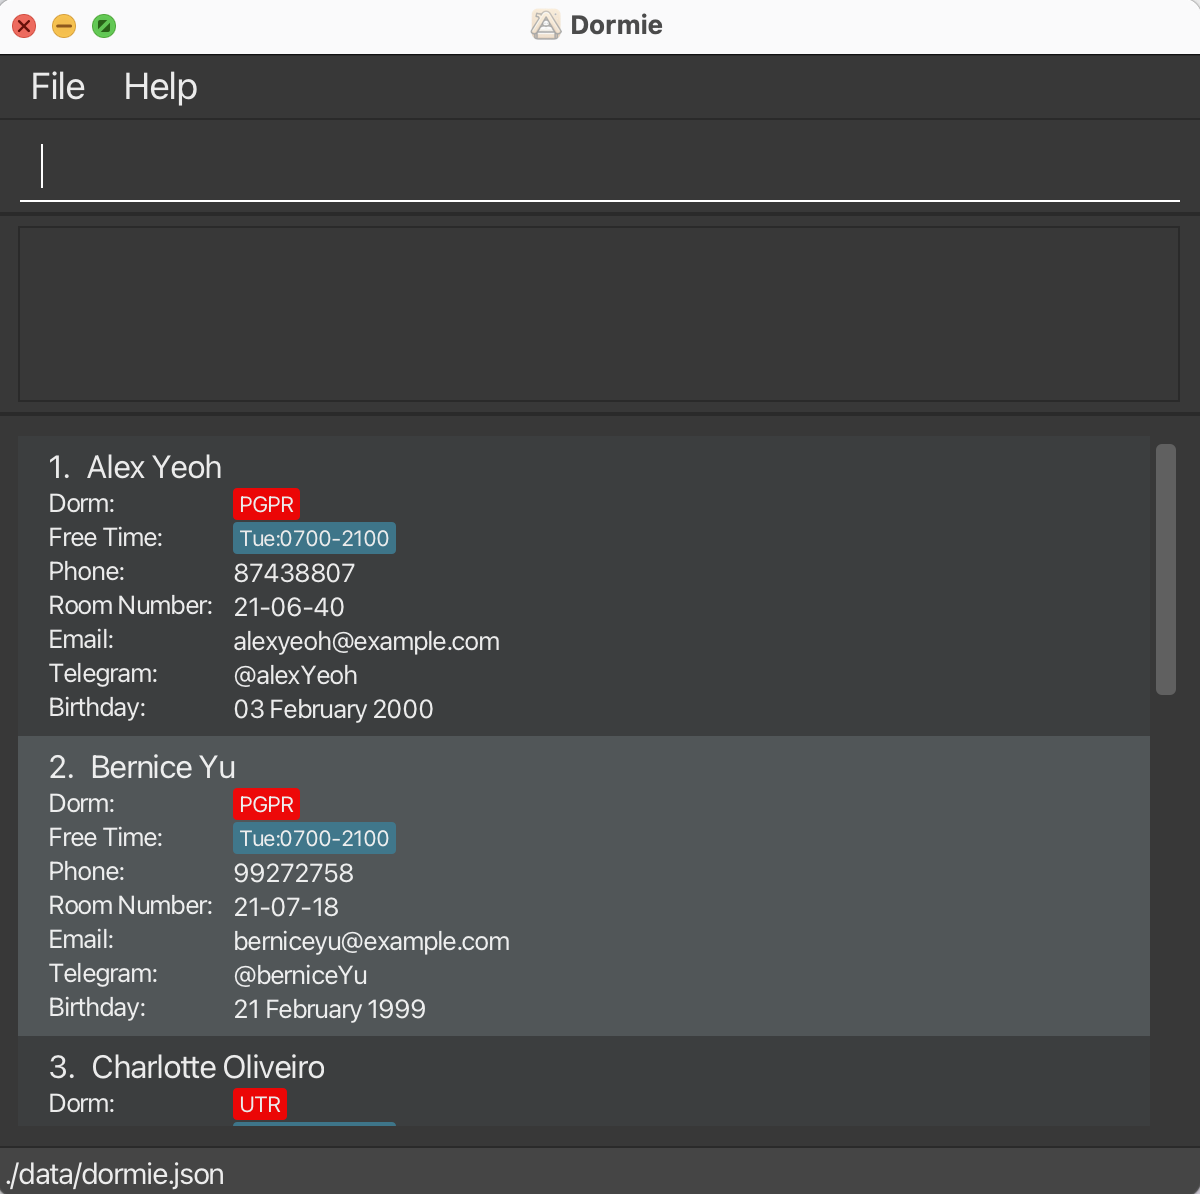 Dormie
File Help
1. Alex Yeoh
Dorm: PGPR
Free Time: Tue:0700-2100
Phone: 87438807
Room Number: 21-06-40
Email: alexyeoh@example.com
Telegram: @alexYeoh
Birthday: 03 February 2000
2. Bernice Yu
Dorm: PGPR
Free Time: Tue:0700-2100
Phone: 99272758
Room Number: 21-07-18
Email: berniceyu@example.com
Telegram: @berniceYu
Birthday: 21 February 1999
3. Charlotte Oliveiro
Dorm: UTR
./data/dormie.json